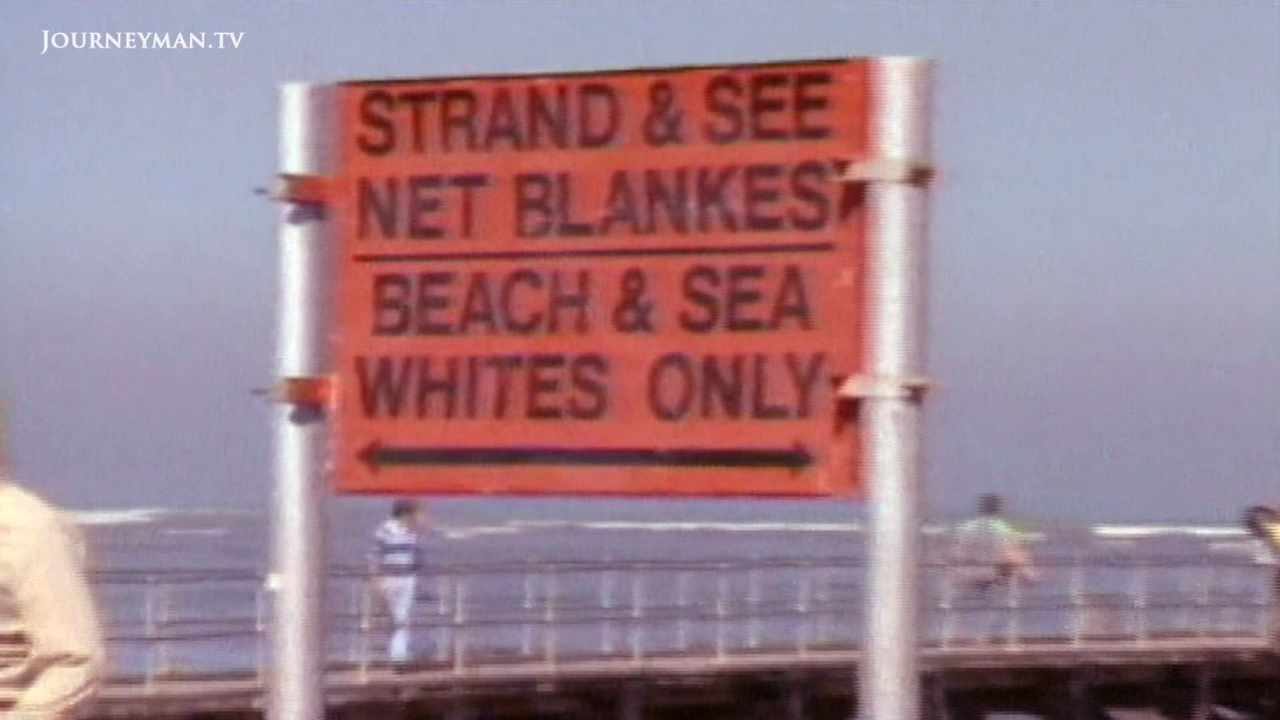 JOURNEYMAN.TV
STRAND & SEE
NET BLANKES
BEACH & SEA
WHITES ONLY